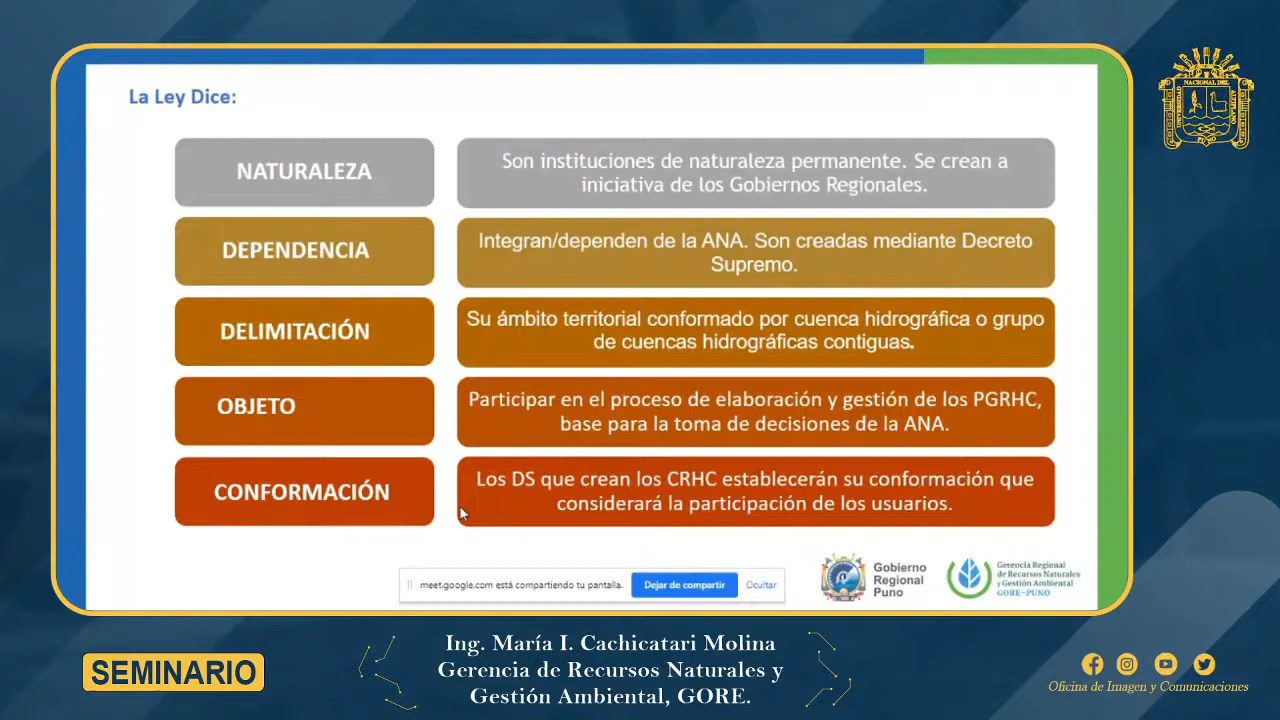 La Ley Dice:
NATURALEZA
Son instituciones de naturaleza permanente. Se crean a
iniciativa de los Gobiernos Regionales.
DEPENDENCIA
Integran/dependen de la ANA. Son creadas mediante Decreto
Supremo.
DELIMITACIÓN
Su ámbito territorial conformado por cuenca hidrográfica o grupo
de cuencas hidrográficas contiguas.
OBJETO
Participar en el proceso de elaboración y gestión de los PGRHC,
base para la toma de decisiones de la ANA.
CONFORMACIÓN
Los DS que crean los CRHC establecerán su conformación que
considerará la participación de los usuarios.
meet.google.com está compartiendo tu pantalla.
Dejar de compartir
Ocultar
Gobierno
Regional
Puno
Gerencia Regional
de Recursos Naturales
y Gestión Ambiental
GORE-PUNO
NACIONAL DEL
UNIVERSIDAD
ALTIPLANO
SEMINARIO
Ing. María I. Cachicatari Molina
Gerencia de Recursos Naturales y
Gestión Ambiental, GORE.
Oficina de Imagen y Comunicaciones